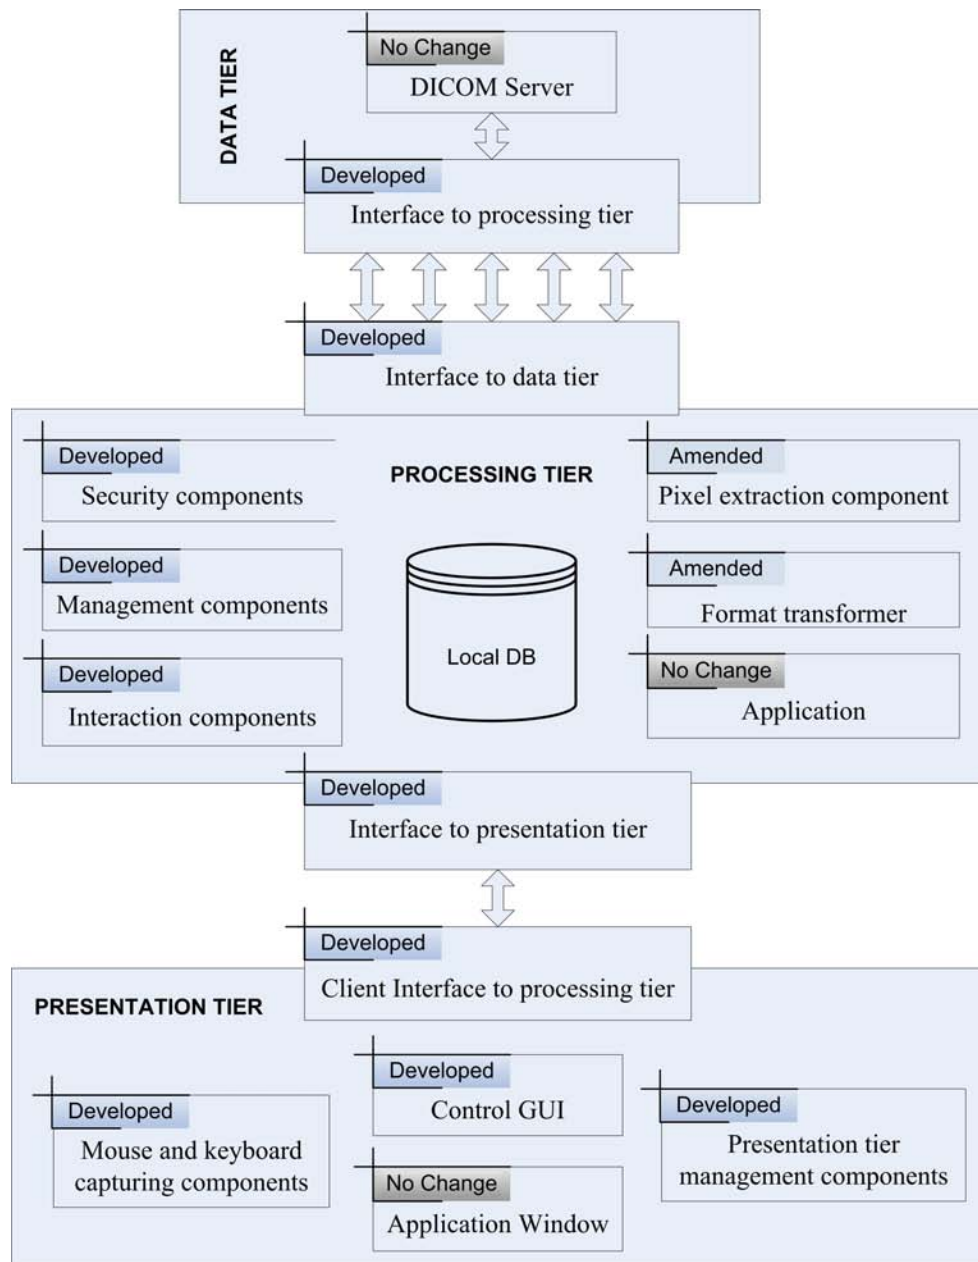 DATA TIER
No Change
DICOM Server
Developed
Interface to processing tier
Developed
Interface to data tier
PROCESSING TIER
Developed
Security components
Developed
Management components
Developed
Interaction components
Local DB
Amended
Pixel extraction component
Amended
Format transformer
No Change
Application
Developed
Interface to presentation tier
Developed
Client Interface to processing tier
PRESENTATION TIER
Developed
Mouse and keyboard
capturing components
Developed
Control GUI
No Change
Application Window
Developed
Presentation tier
management components